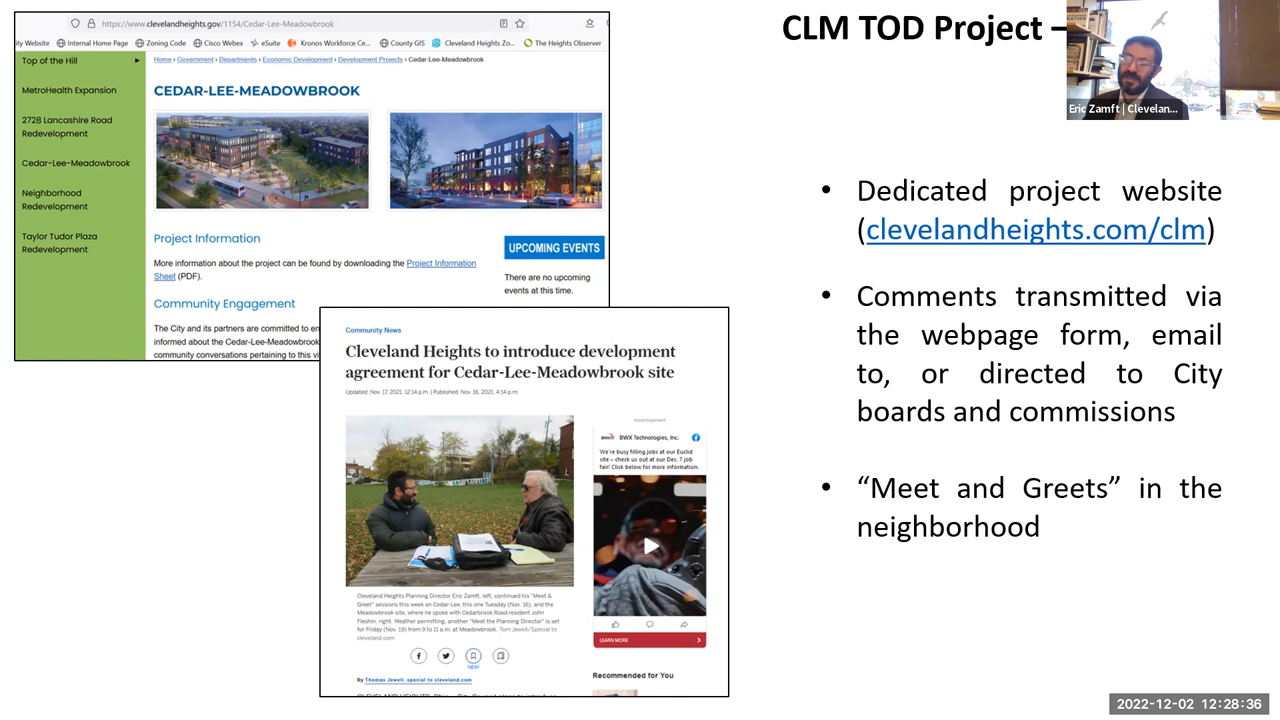 https://www.clevelandheights.gov/1154/Cedar-Lee-Meadowbrook
ity Website Internal Home Page Zoning Code Cisco Webex eSuite Kronos Workforce Ce... County GIS Cleveland Heights Zo... The Heights Observer
Top of the Hill
MetroHealth Expansion
2728 Lancashire Road
Redevelopment
Cedar-Lee-Meadowbrook
Neighborhood
Redevelopment
Taylor Tudor Plaza
Redevelopment
Home › Government › Departments › Economic Development › Development Projects › Cedar-Lee-Meadowbrook
CEDAR-LEE-MEADOWBROOK
Project Information
More information about the project can be found by downloading the Project Information
Sheet (PDF).
Community Engagement
The City and its partners are committed to en
informed about the Cedar-Lee-Meadowbrook
community conversations pertaining to this vi
UPCOMING EVENTS
There are no upcoming
events at this time.
Community News
Cleveland Heights to introduce development
agreement for Cedar-Lee-Meadowbrook site
Updated: Nov. 17, 2021, 12:14 p.m. | Published: Nov. 16, 2021, 4:14 p.m.
Cleveland Heights Planning Director Eric Zamft, left, continued his "Meet &
Greet" sessions this week on Cedar-Lee, this one Tuesday (Nov. 16), and the
Meadowbrook site, where he spoke with Cedarbrook Road resident John
Fleshin, right. Weather permitting, another "Meet the Planning Director" is set
for Friday (Nov. 19) from 9 to 11 a.m. at Meadowbrook. Tom Jewell/Special to
cleveland.com
NEW!
By Thomas Jewell, special to cleveland.com
Advertisement
BWX Technologies, Inc.
We're busy filling jobs at our Euclid
site – check us out at our Dec. 7 job
fair! Click below for more information.
LEARN MORE
Recommended for You
CLM TOD Project –
Eric Zamft | Clevelan...
• Dedicated project website
(clevelandheights.com/clm)
• Comments transmitted via
the webpage form, email
to, or directed to City
boards and commissions
• “Meet and Greets” in the
neighborhood
2022-12-02 12:28:36